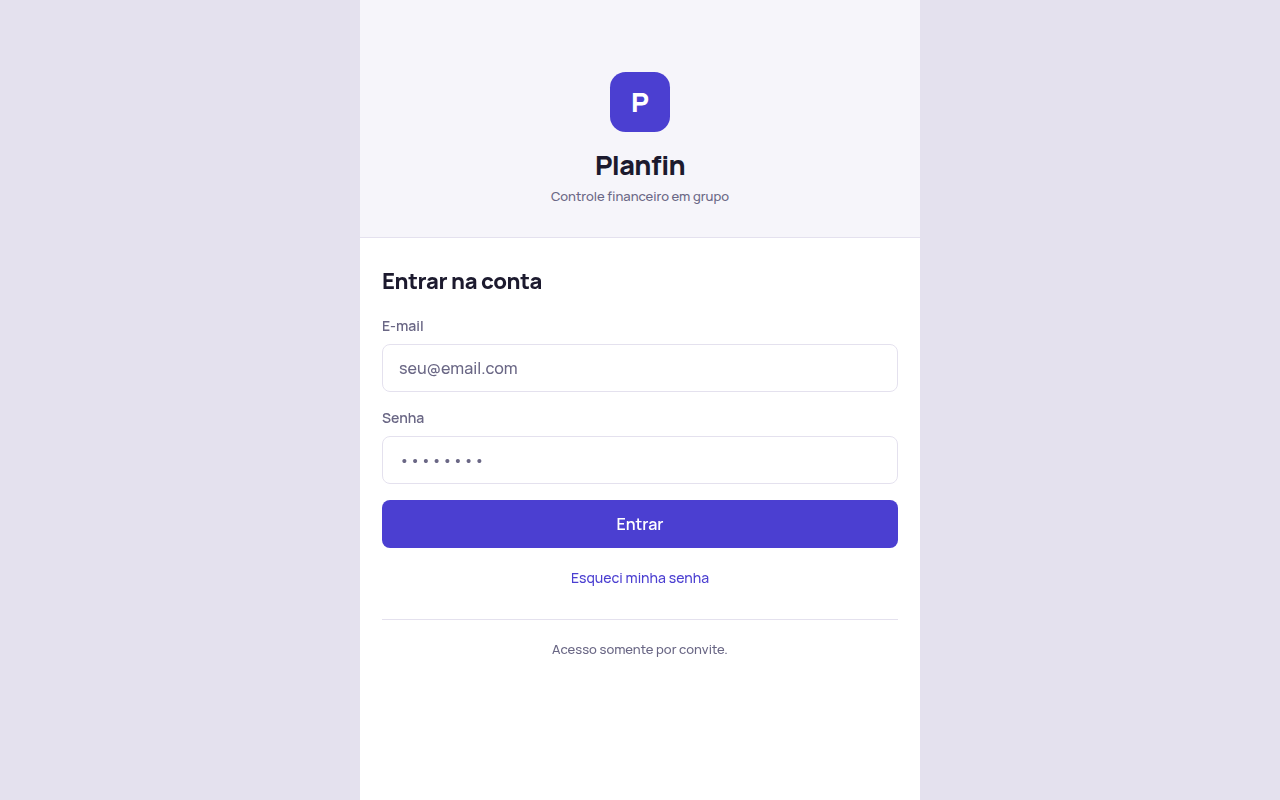 P
Planfin
Controle financeiro em grupo
Entrar na conta
E-mail
seu@email.com
Senha
••••••••
Entrar
Esqueci minha senha
Acesso somente por convite.